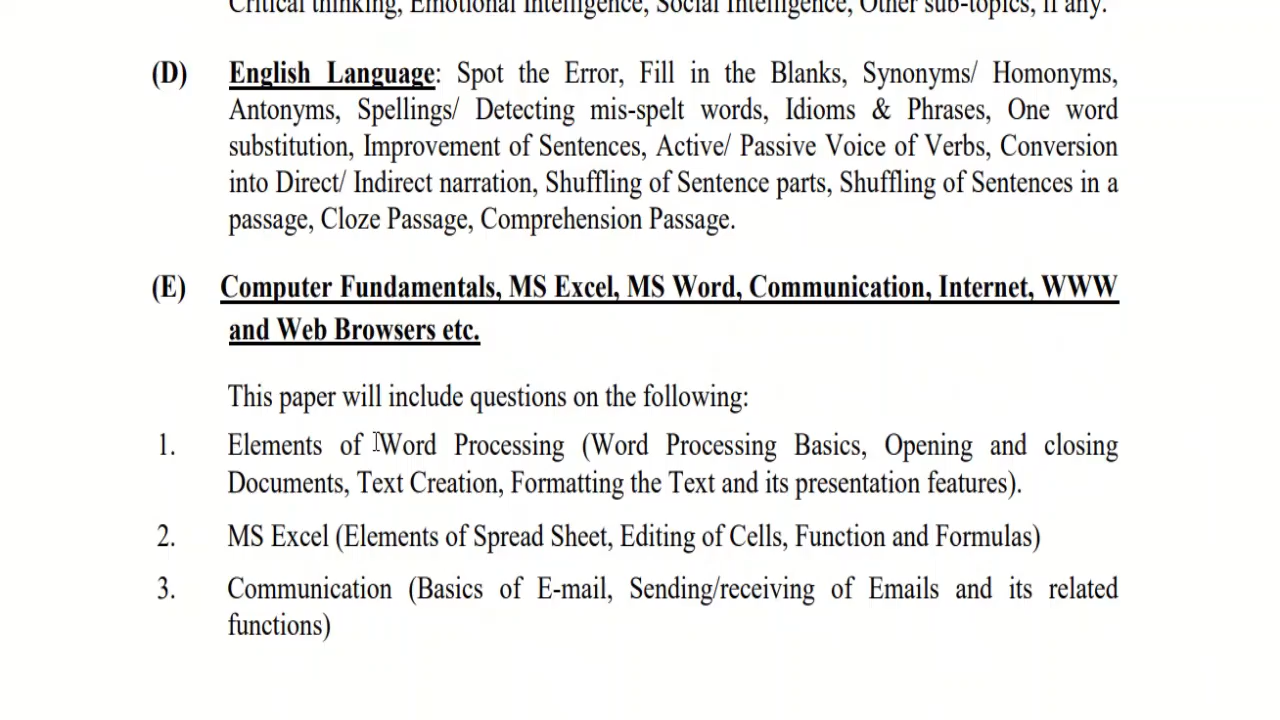 Critical thinking, Emotional Intelligence, Social Intelligence, Other sub-topics, if any.
(D) English Language: Spot the Error, Fill in the Blanks, Synonyms/ Homonyms,
Antonyms, Spellings/ Detecting mis-spelt words, Idioms & Phrases, One word
substitution, Improvement of Sentences, Active/ Passive Voice of Verbs, Conversion
into Direct/ Indirect narration, Shuffling of Sentence parts, Shuffling of Sentences in a
passage, Cloze Passage, Comprehension Passage.
(E) Computer Fundamentals, MS Excel, MS Word, Communication, Internet, WWW
and Web Browsers etc.
This paper will include questions on the following:
1. Elements of Word Processing (Word Processing Basics, Opening and closing
Documents, Text Creation, Formatting the Text and its presentation features).
2. MS Excel (Elements of Spread Sheet, Editing of Cells, Function and Formulas)
3. Communication (Basics of E-mail, Sending/receiving of Emails and its related
functions)